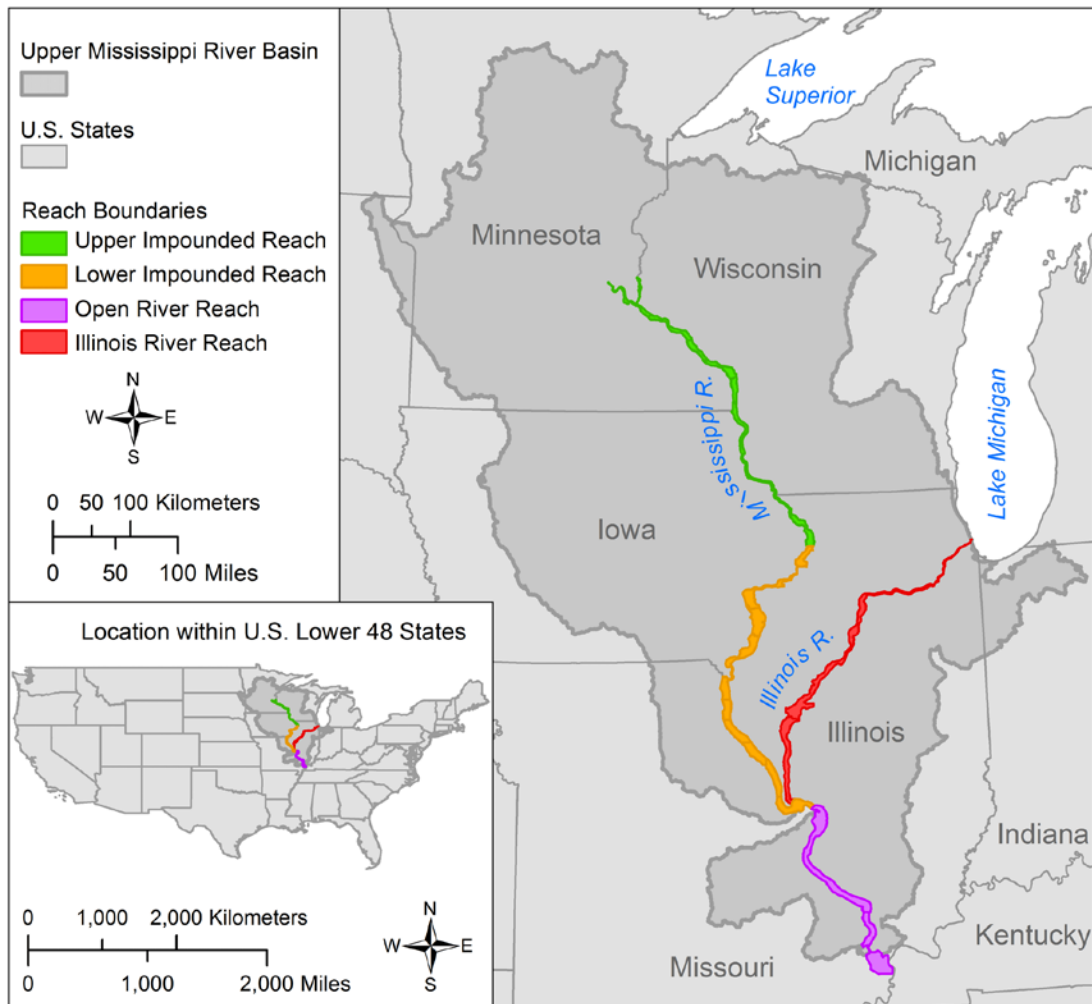 Upper Mississippi River Basin
U.S. States
Reach Boundaries
Upper Impounded Reach
Lower Impounded Reach
Open River Reach
Illinois River Reach
N
W E
S
0 50 100 Kilometers
0 50 100 Miles
Location within U.S. Lower 48 States
0 1,000 2,000 Kilometers
0 1,000 2,000 Miles
N
W E
S
Lake
Superior
Michigan
Minnesota
Wisconsin
Mississippi R.
Lake Michigan
Iowa
Illinois R.
Illinois
Indiana
Kentucky
Missouri